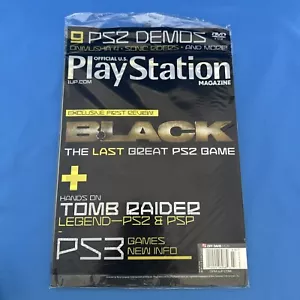 9 PS2 DEMOS
ONIMUSHA 4 · SONIC RIDERS · AND MORE!
OFFICIAL U.S.
PlayStation
1UP.COM
MAGAZINE
EXCLUSIVE FIRST REVIEW
BLACK
THE LAST GREAT PS2 GAME
+
HANDS ON
TOMB RAIDER
LEGEND–PS2 & PSP
PS3 GAMES
NEW INFO